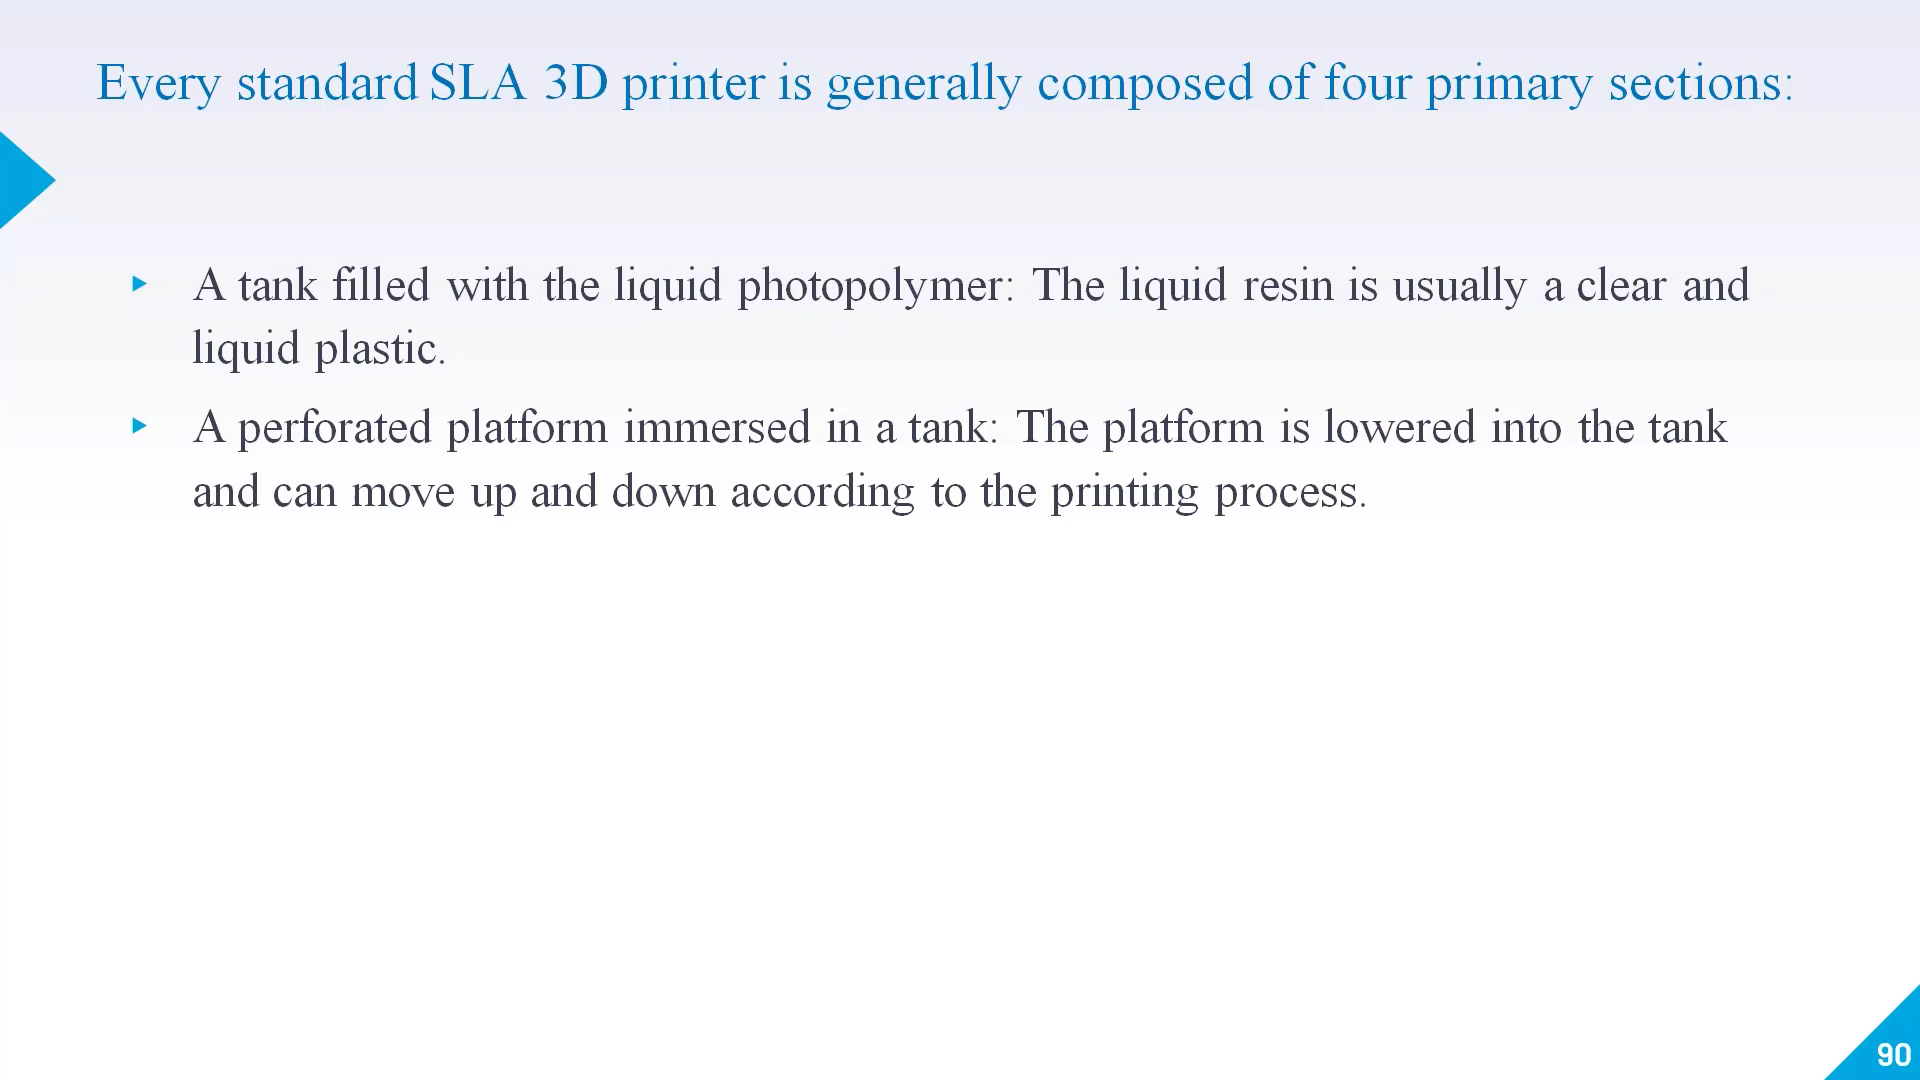 Every standard SLA 3D printer is generally composed of four primary sections:
▸ A tank filled with the liquid photopolymer: The liquid resin is usually a clear and
liquid plastic.
▸ A perforated platform immersed in a tank: The platform is lowered into the tank
and can move up and down according to the printing process.
90